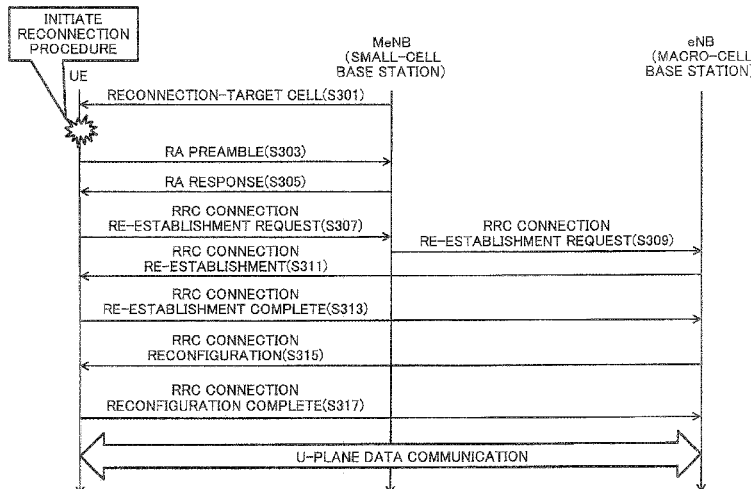 INITIATE
RECONNECTION
PROCEDURE
UE
MeNB
(SMALL-CELL
BASE STATION)
eNB
(MACRO-CELL
BASE STATION)
RECONNECTION-TARGET CELL(S301)
RA PREAMBLE(S303)
RA RESPONSE(S305)
RRC CONNECTION
RE-ESTABLISHMENT REQUEST(S307)
RRC CONNECTION
RE-ESTABLISHMENT REQUEST(S309)
RRC CONNECTION
RE-ESTABLISHMENT(S311)
RRC CONNECTION
RE-ESTABLISHMENT COMPLETE(S313)
RRC CONNECTION
RECONFIGURATION(S315)
RRC CONNECTION
RECONFIGURATION COMPLETE(S317)
U-PLANE DATA COMMUNICATION